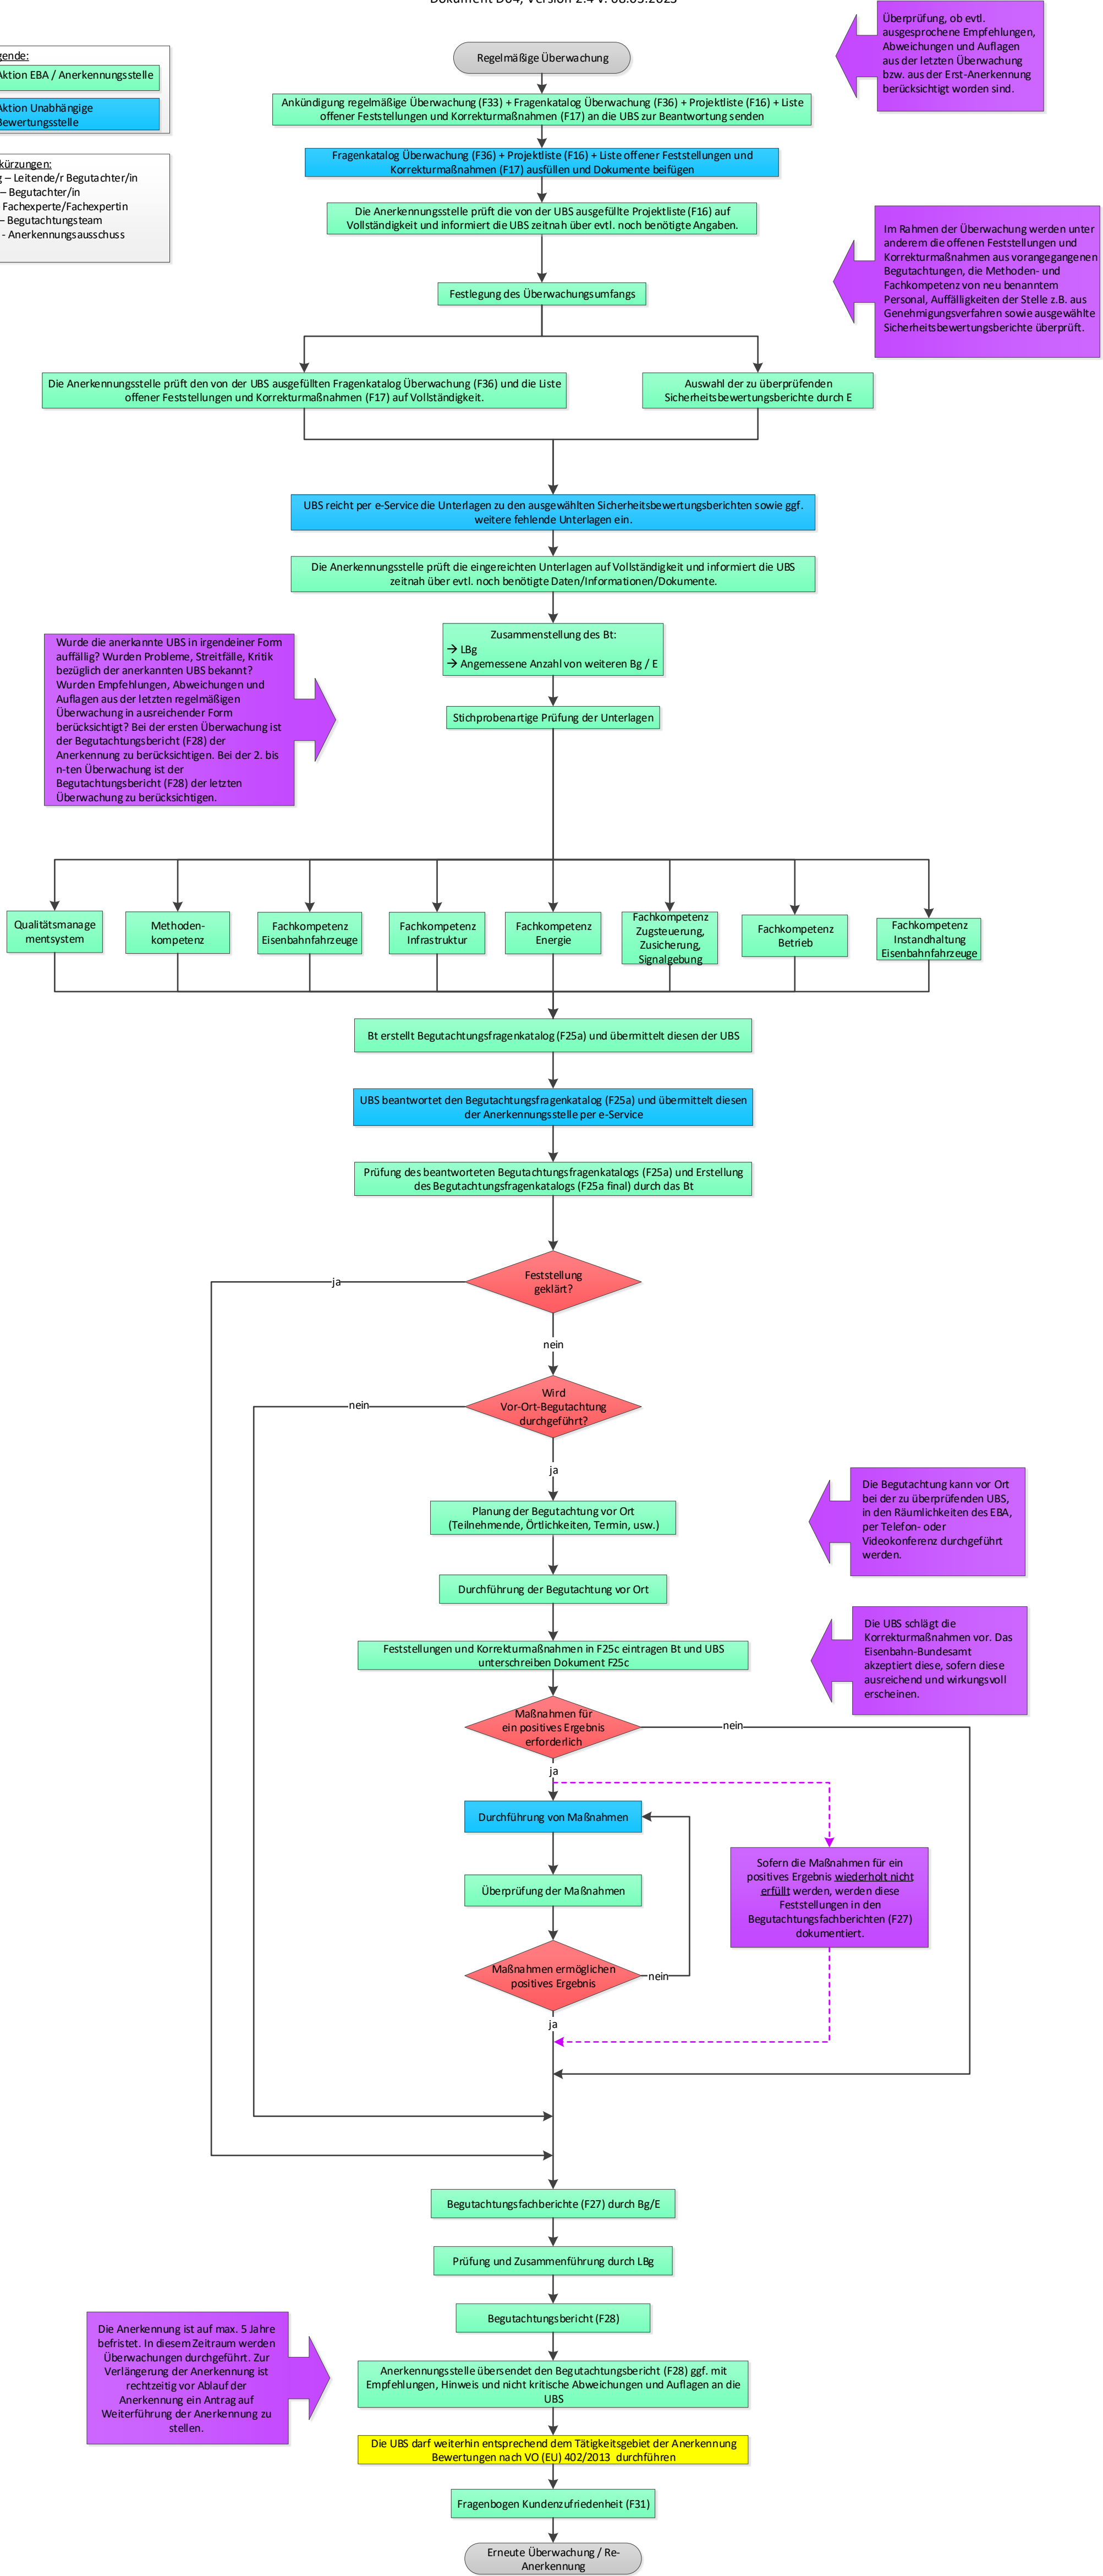 Überprüfung, ob evtl.
ausgesprochene Empfehlungen,
Abweichungen und Auflagen
aus der letzten Überwachung
bzw. aus der Erst-Anerkennung
berücksichtigt worden sind.
gende:
Aktion EBA / Anerkennungsstelle
Aktion Unabhängige
Bewertungsstelle
kürzungen:
g – Leitende/r Begutachter/in
– Begutachter/in
Fachexperte/Fachexpertin
– Begutachtungsteam
- Anerkennungsausschuss
Regelmäßige Überwachung
Ankündigung regelmäßige Überwachung (F33) + Fragenkatalog Überwachung (F36) + Projektliste (F16) + Liste
offener Feststellungen und Korrekturmaßnahmen (F17) an die UBS zur Beantwortung senden
Fragenkatalog Überwachung (F36) + Projektliste (F16) + Liste offener Feststellungen und
Korrekturmaßnahmen (F17) ausfüllen und Dokumente beifügen
Die Anerkennungsstelle prüft die von der UBS ausgefüllte Projektliste (F16) auf
Vollständigkeit und informiert die UBS zeitnah über evtl. noch benötigte Angaben.
Im Rahmen der Überwachung werden unter
anderem die offenen Feststellungen und
Korrekturmaßnahmen aus vorangegangenen
Begutachtungen, die Methoden- und
Fachkompetenz von neu benanntem
Personal, Auffälligkeiten der Stelle z.B. aus
Genehmigungsverfahren sowie ausgewählte
Sicherheitsbewertungsberichte überprüft.
Festlegung des Überwachungsumfangs
Die Anerkennungsstelle prüft den von der UBS ausgefüllten Fragenkatalog Überwachung (F36) und die Liste
offener Feststellungen und Korrekturmaßnahmen (F17) auf Vollständigkeit.
Auswahl der zu überprüfenden
Sicherheitsbewertungsberichte durch E
UBS reicht per e-Service die Unterlagen zu den ausgewählten Sicherheitsbewertungsberichten sowie ggf.
weitere fehlende Unterlagen ein.
Die Anerkennungsstelle prüft die eingereichten Unterlagen auf Vollständigkeit und informiert die UBS
zeitnah über evtl. noch benötigte Daten/Informationen/Dokumente.
Zusammenstellung des Bt:
→ LBg
→ Angemessene Anzahl von weiteren Bg / E
Wurde die anerkannte UBS in irgendeiner Form
auffällig? Wurden Probleme, Streitfälle, Kritik
bezüglich der anerkannten UBS bekannt?
Wurden Empfehlungen, Abweichungen und
Auflagen aus der letzten regelmäßigen
Überwachung in ausreichender Form
berücksichtigt? Bei der ersten Überwachung ist
der Begutachtungsbericht (F28) der
Anerkennung zu berücksichtigen. Bei der 2. bis
n-ten Überwachung ist der
Begutachtungsbericht (F28) der letzten
Überwachung zu berücksichtigen.
Stichprobenartige Prüfung der Unterlagen
Qualitätsmanage
mentsystem
Methoden-
kompetenz
Fachkompetenz
Eisenbahnfahrzeuge
Fachkompetenz
Infrastruktur
Fachkompetenz
Energie
Fachkompetenz
Zugsteuerung,
Zusicherung,
Signalgebung
Fachkompetenz
Betrieb
Fachkompetenz
Instandhaltung
Eisenbahnfahrzeuge
Bt erstellt Begutachtungsfragenkatalog (F25a) und übermittelt diesen der UBS
UBS beantwortet den Begutachtungsfragenkatalog (F25a) und übermittelt diesen
der Anerkennungsstelle per e-Service
Prüfung des beantworteten Begutachtungsfragenkatalogs (F25a) und Erstellung
des Begutachtungsfragenkatalogs (F25a final) durch das Bt
Feststellung
geklärt?
ja
nein
Wird
Vor-Ort-Begutachtung
durchgeführt?
nein
ja
Planung der Begutachtung vor Ort
(Teilnehmende, Örtlichkeiten, Termin, usw.)
Die Begutachtung kann vor Ort
bei der zu überprüfenden UBS,
in den Räumlichkeiten des EBA,
per Telefon- oder
Videokonferenz durchgeführt
werden.
Durchführung der Begutachtung vor Ort
Feststellungen und Korrekturmaßnahmen in F25c eintragen Bt und UBS
unterschreiben Dokument F25c
Die UBS schlägt die
Korrekturmaßnahmen vor. Das
Eisenbahn-Bundesamt
akzeptiert diese, sofern diese
ausreichend und wirkungsvoll
erscheinen.
Maßnahmen für
ein positives Ergebnis
erforderlich
nein
ja
Durchführung von Maßnahmen
Überprüfung der Maßnahmen
Sofern die Maßnahmen für ein
positives Ergebnis wiederholt nicht
erfüllt werden, werden diese
Feststellungen in den
Begutachtungsfachberichten (F27)
dokumentiert.
Maßnahmen ermöglichen
positives Ergebnis
nein
ja
Begutachtungsfachberichte (F27) durch Bg/E
Prüfung und Zusammenführung durch LBg
Begutachtungsbericht (F28)
Die Anerkennung ist auf max. 5 Jahre
befristet. In diesem Zeitraum werden
Überwachungen durchgeführt. Zur
Verlängerung der Anerkennung ist
rechtzeitig vor Ablauf der
Anerkennung ein Antrag auf
Weiterführung der Anerkennung zu
stellen.
Anerkennungsstelle übersendet den Begutachtungsbericht (F28) ggf. mit
Empfehlungen, Hinweis und nicht kritische Abweichungen und Auflagen an die
UBS
Die UBS darf weiterhin entsprechend dem Tätigkeitsgebiet der Anerkennung
Bewertungen nach VO (EU) 402/2013 durchführen
Fragenbogen Kundenzufriedenheit (F31)
Erneute Überwachung / Re-
Anerkennung